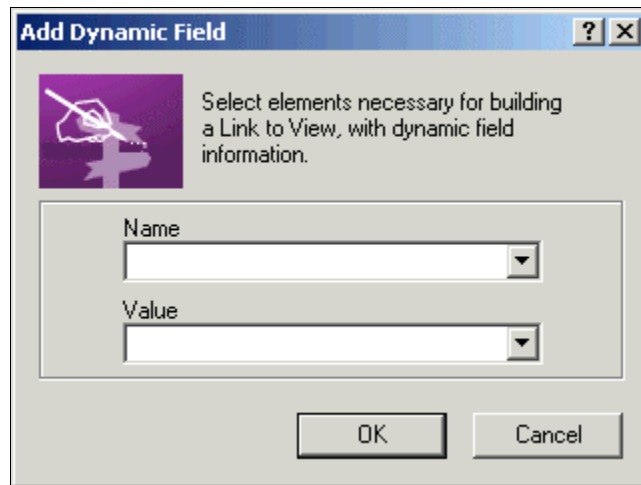 Add Dynamic Field
Select elements necessary for building
a Link to View, with dynamic field
information.
Name
Value
OK
Cancel